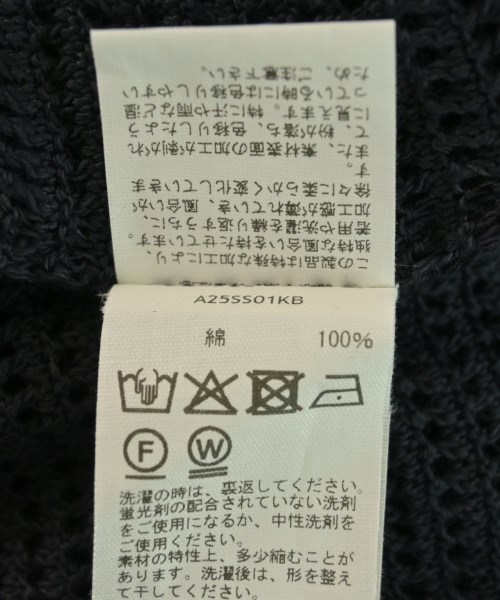 この製品は特殊な加工により、
独特な風合いを持たせています。
着用や洗濯を繰り返すうちに、
加工感が薄れていき、風合いが
徐々に柔らかく変化していきま
す。
また、素材表面の加工が剥がれ
て、粉が落ち、色移りしたよう
に見えます。特に汗や雨など湿
っている時には色移りしやすい
ため、ご注意下さい。
A25SS01KB
綿 100%
F W
洗濯の時は、裏返してください。
蛍光剤の配合されていない洗剤
をご使用になるか、中性洗剤を
ご使用ください。
素材の特性上、多少縮むことが
あります。洗濯後は、形を整え
て干してください。